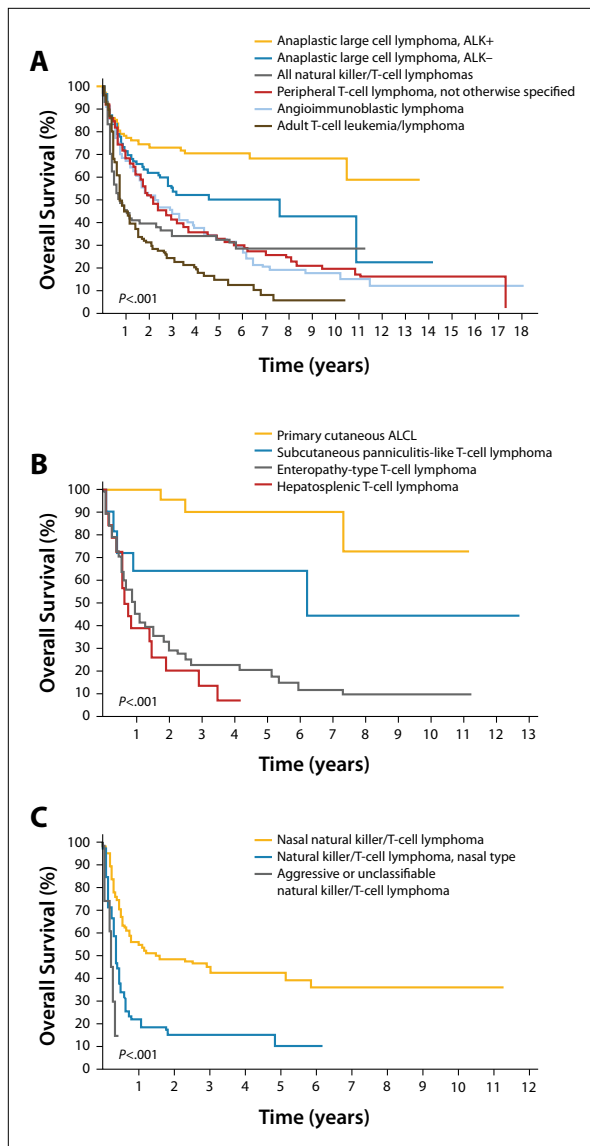 A
Anaplastic large cell lymphoma, ALK+
Anaplastic large cell lymphoma, ALK–
All natural killer/T-cell lymphomas
Peripheral T-cell lymphoma, not otherwise specified
Angioimmunoblastic lymphoma
Adult T-cell leukemia/lymphoma
Overall Survival (%)
100
90
80
70
60
50
40
30
20
10
0
P<.001
1 2 3 4 5 6 7 8 9 10 11 12 13 14 15 16 17 18
Time (years)
B
Primary cutaneous ALCL
Subcutaneous panniculitis-like T-cell lymphoma
Enteropathy-type T-cell lymphoma
Hepatosplenic T-cell lymphoma
Overall Survival (%)
100
90
80
70
60
50
40
30
20
10
0
P<.001
1 2 3 4 5 6 7 8 9 10 11 12 13
Time (years)
C
Nasal natural killer/T-cell lymphoma
Natural killer/T-cell lymphoma, nasal type
Aggressive or unclassifiable
natural killer/T-cell lymphoma
Overall Survival (%)
100
90
80
70
60
50
40
30
20
10
0
P<.001
1 2 3 4 5 6 7 8 9 10 11 12
Time (years)